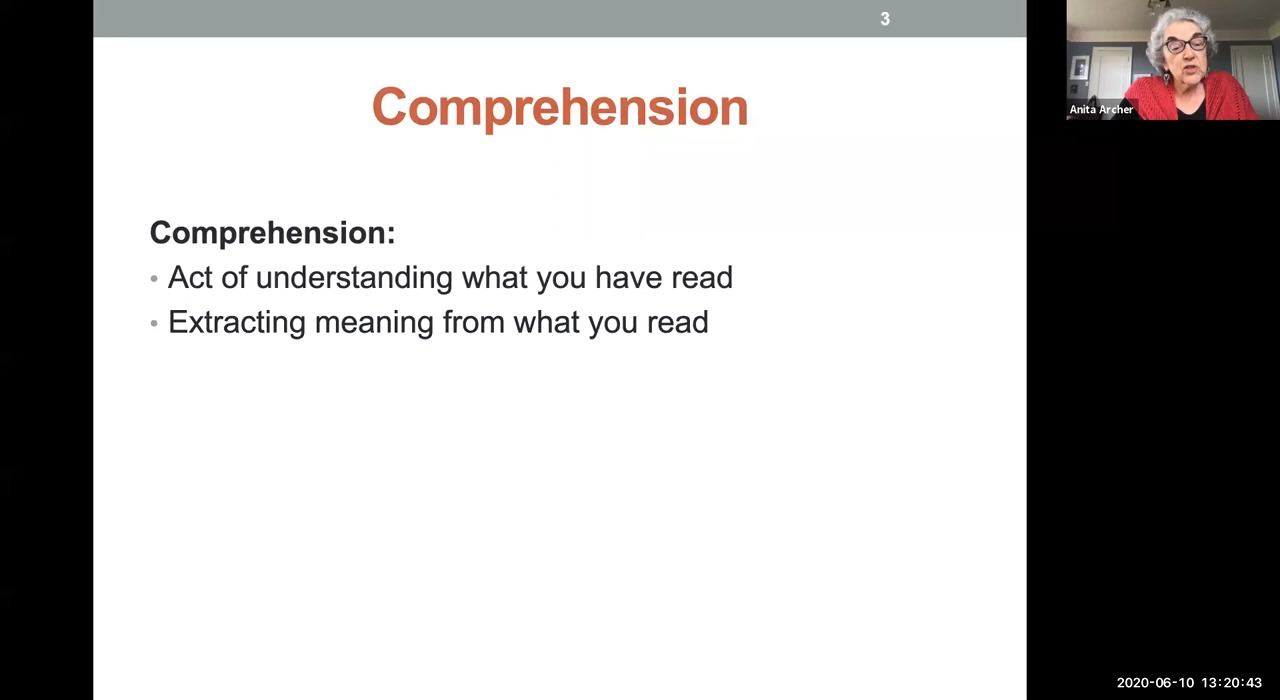 3
Comprehension
Comprehension:
• Act of understanding what you have read
• Extracting meaning from what you read
Anita Archer
2020-06-10 13:20:43